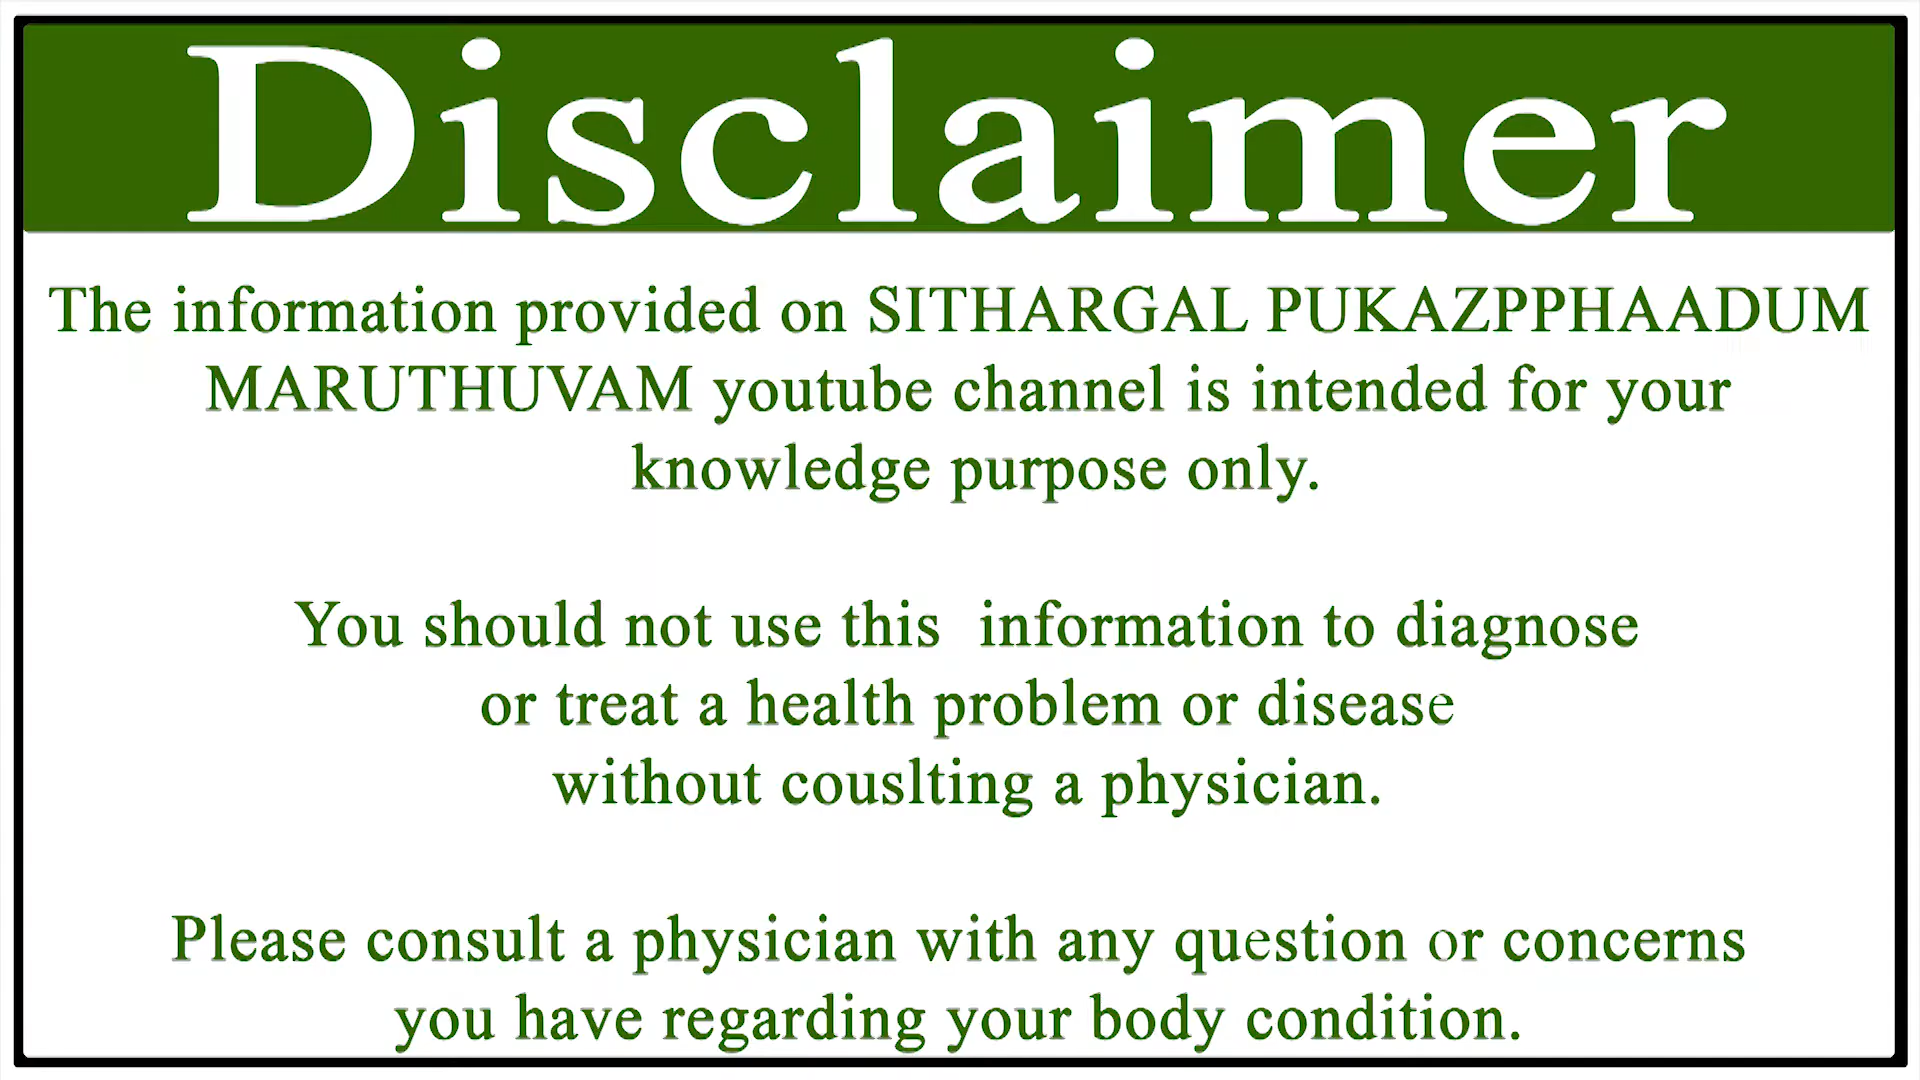 Disclaimer
The information provided on SITHARGAL PUKAZPPHAADUM
MARUTHUVAM youtube channel is intended for your
knowledge purpose only.
You should not use this  information to diagnose
or treat a health problem or disease
without couslting a physician.
Please consult a physician with any question or concerns
you have regarding your body condition.